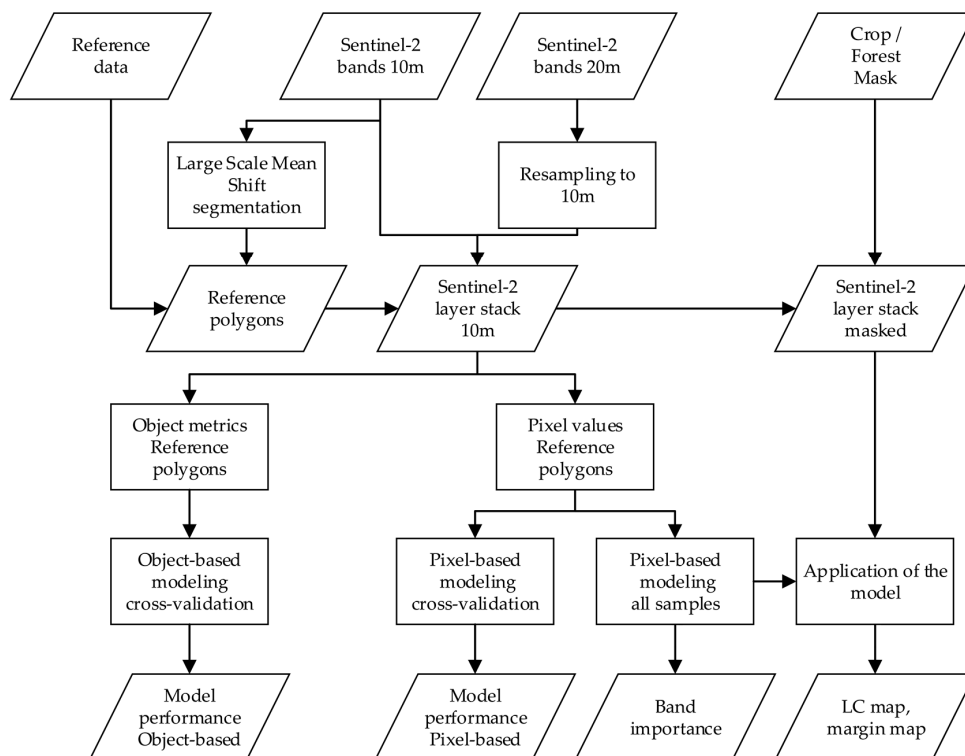 Reference
data
Sentinel-2
bands 10m
Sentinel-2
bands 20m
Crop /
Forest
Mask
Large Scale Mean
Shift
segmentation
Resampling to
10m
Reference
polygons
Sentinel-2
layer stack
10m
Sentinel-2
layer stack
masked
Object metrics
Reference
polygons
Pixel values
Reference
polygons
Object-based
modeling
cross-validation
Pixel-based
modeling
cross-validation
Pixel-based
modeling
all samples
Application of the
model
Model
performance
Object-based
Model
performance
Pixel-based
Band
importance
LC map,
margin map